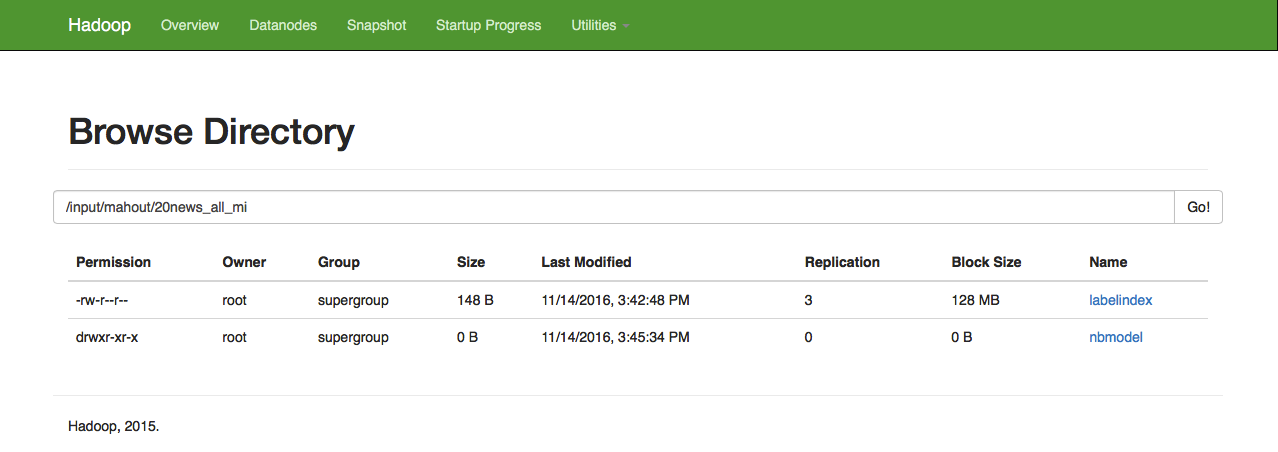 Hadoop Overview Datanodes Snapshot Startup Progress Utilities
Browse Directory
/input/mahout/20news_all_mi Go!
Permission Owner Group Size Last Modified Replication Block Size Name
-rw-r--r-- root supergroup 148 B 11/14/2016, 3:42:48 PM 3 128 MB labelindex
drwxr-xr-x root supergroup 0 B 11/14/2016, 3:45:34 PM 0 0 B nbmodel
Hadoop, 2015.